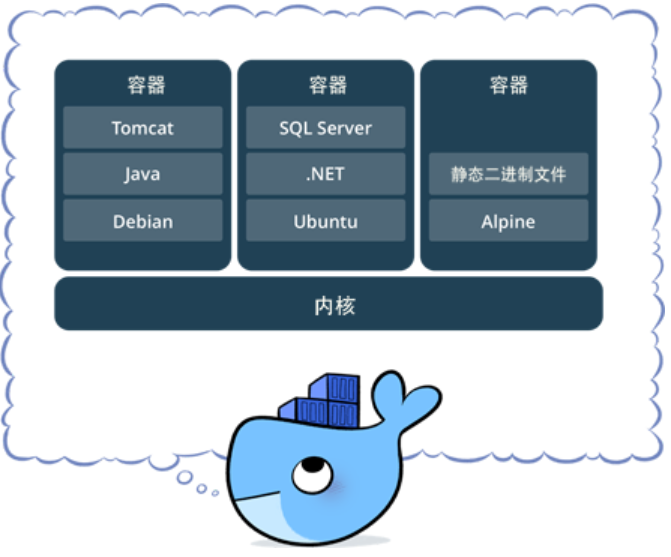 容器
Tomcat
Java
Debian
容器
SQL Server
.NET
Ubuntu
容器
静态二进制文件
Alpine
内核